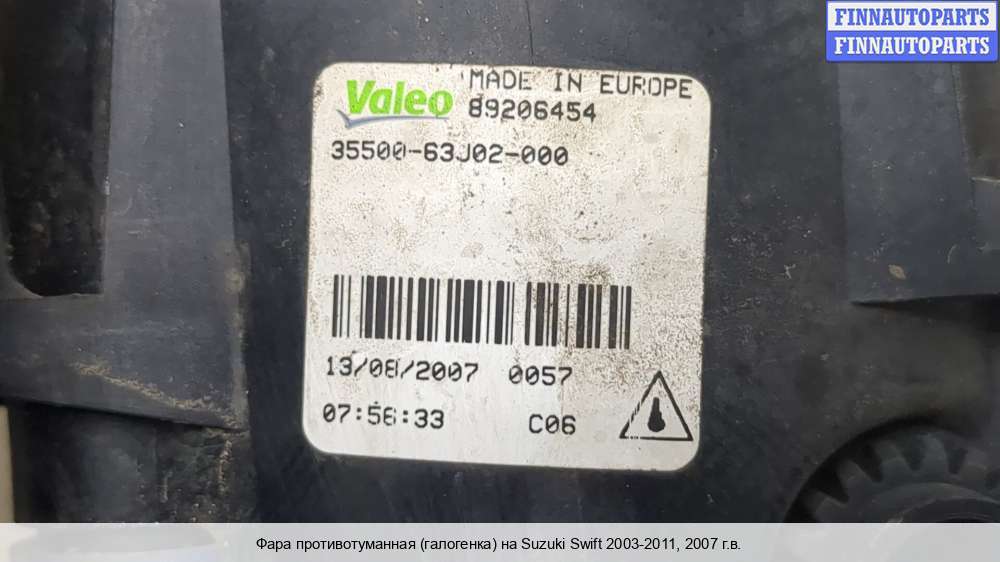 FINNAUTOPARTS
FINNAUTOPARTS
Valeo MADE IN EUROPE
89206454
35500-63J02-000
13/08/2007 0057
07:56:33 C06
Фара противотуманная (галогенка) на Suzuki Swift 2003-2011, 2007 г.в.